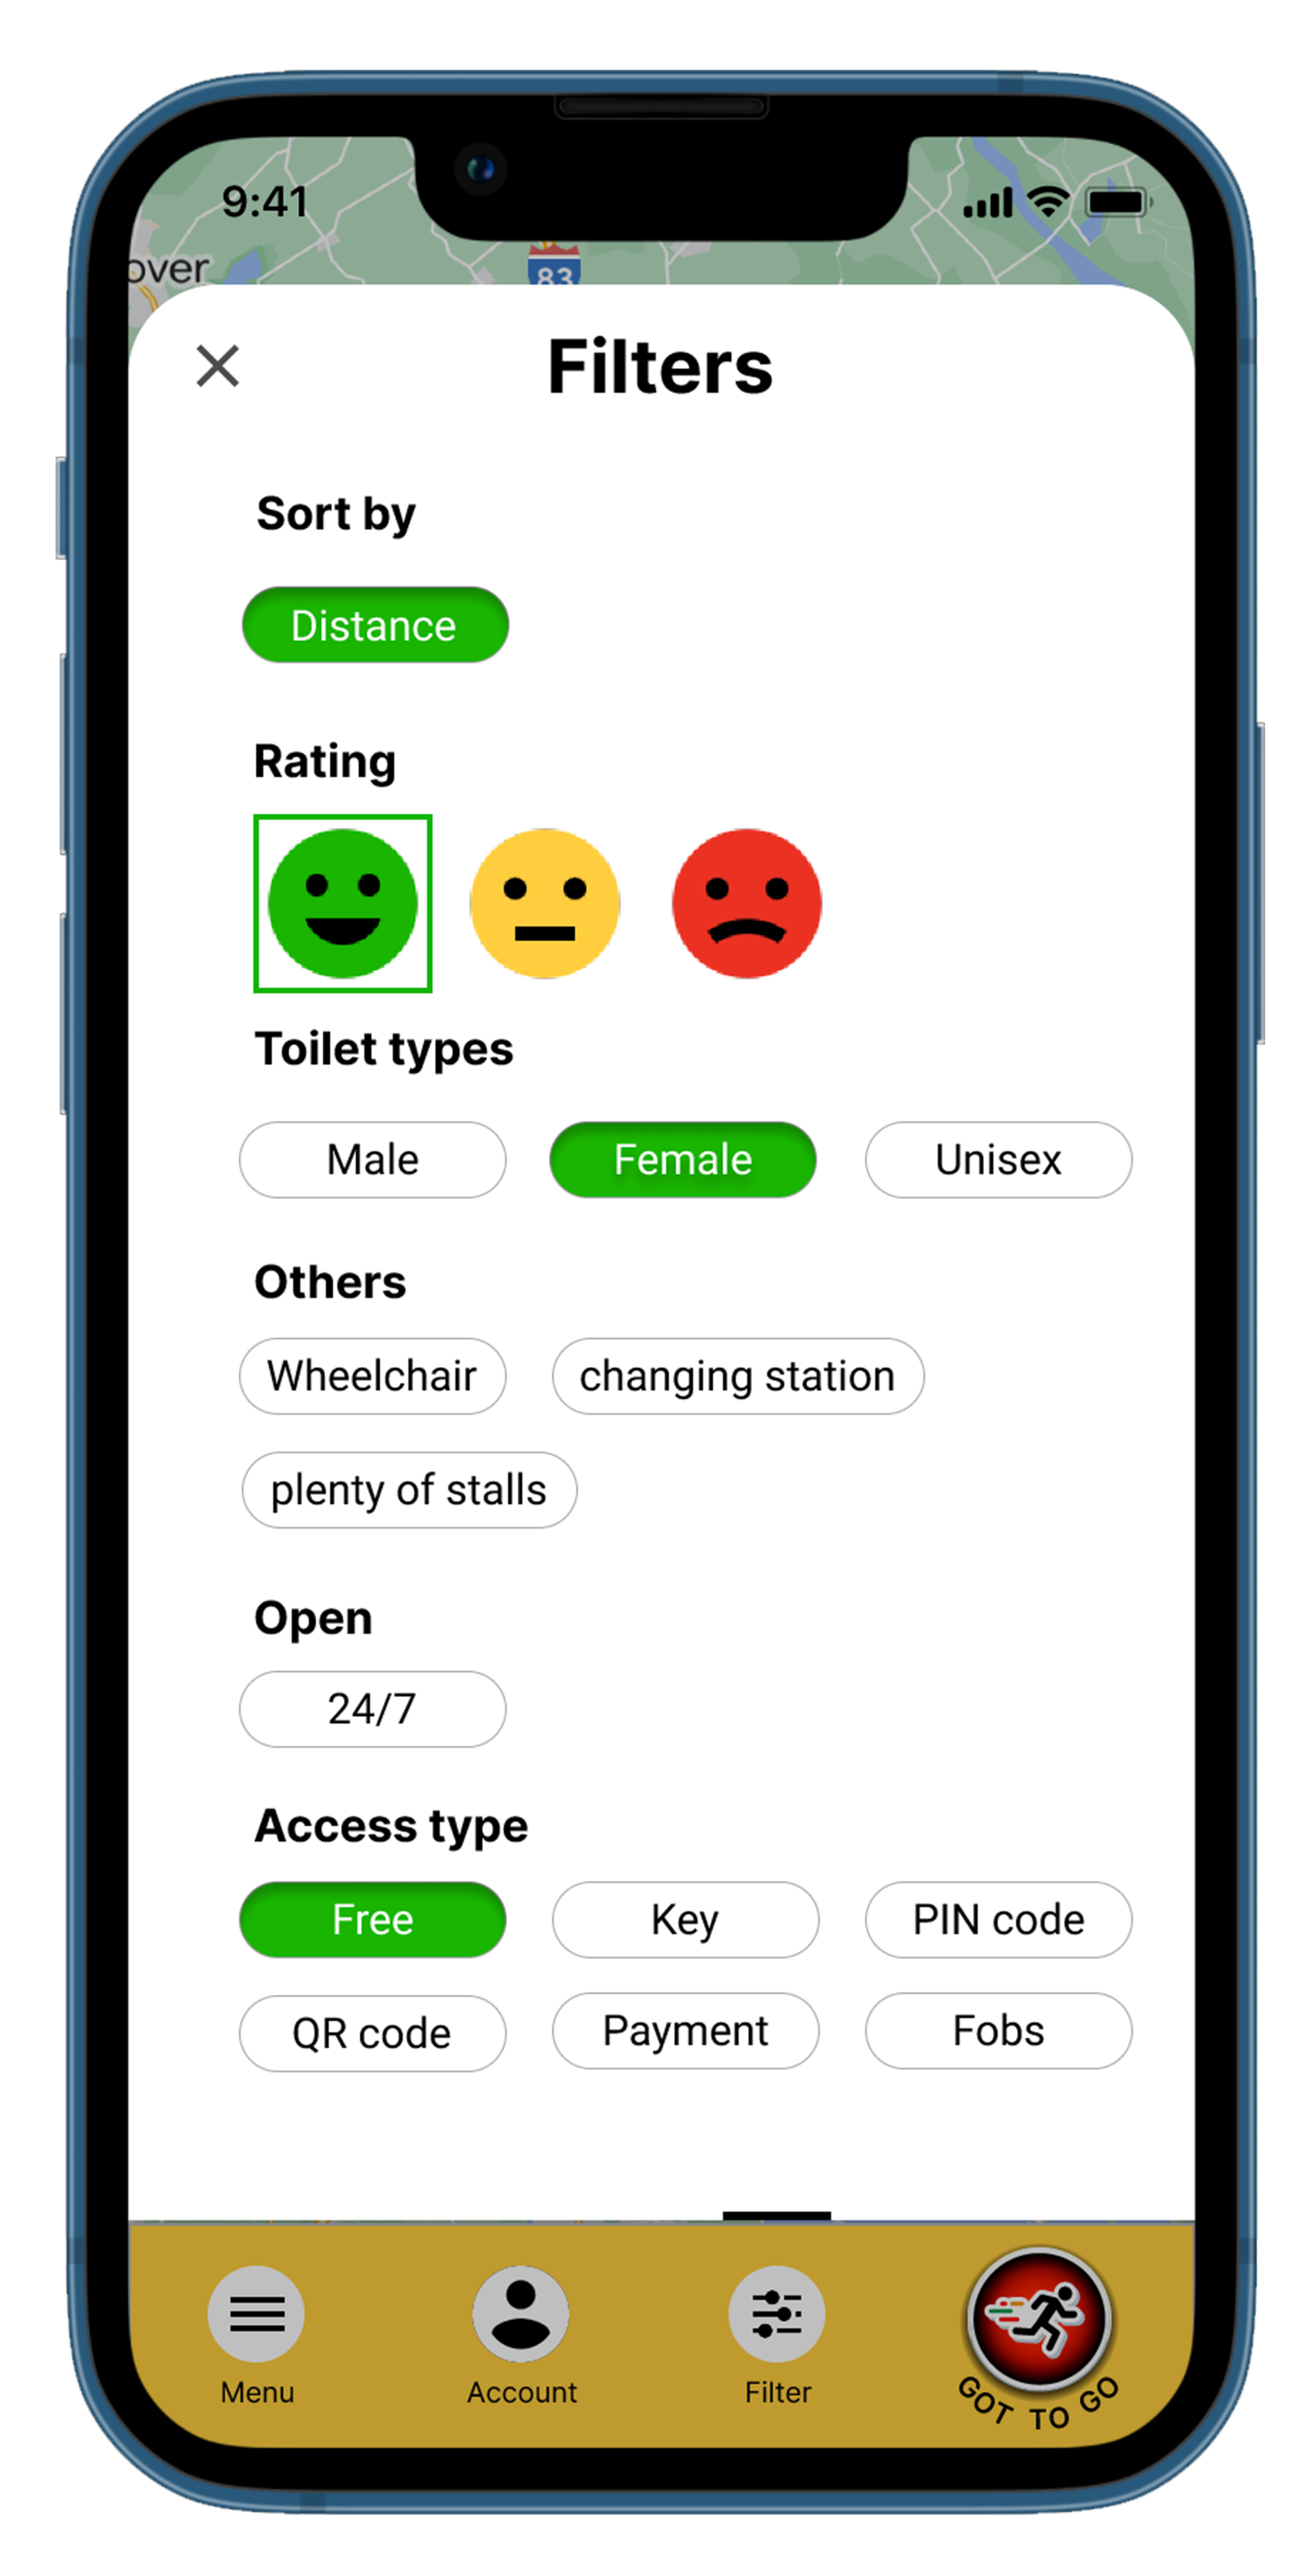 9:41
over
83
Filters
Sort by
Distance
Rating
Toilet types
Male Female Unisex
Others
Wheelchair changing station
plenty of stalls
Open
24/7
Access type
Free Key PIN code
QR code Payment Fobs
Menu Account Filter GOT TO GO